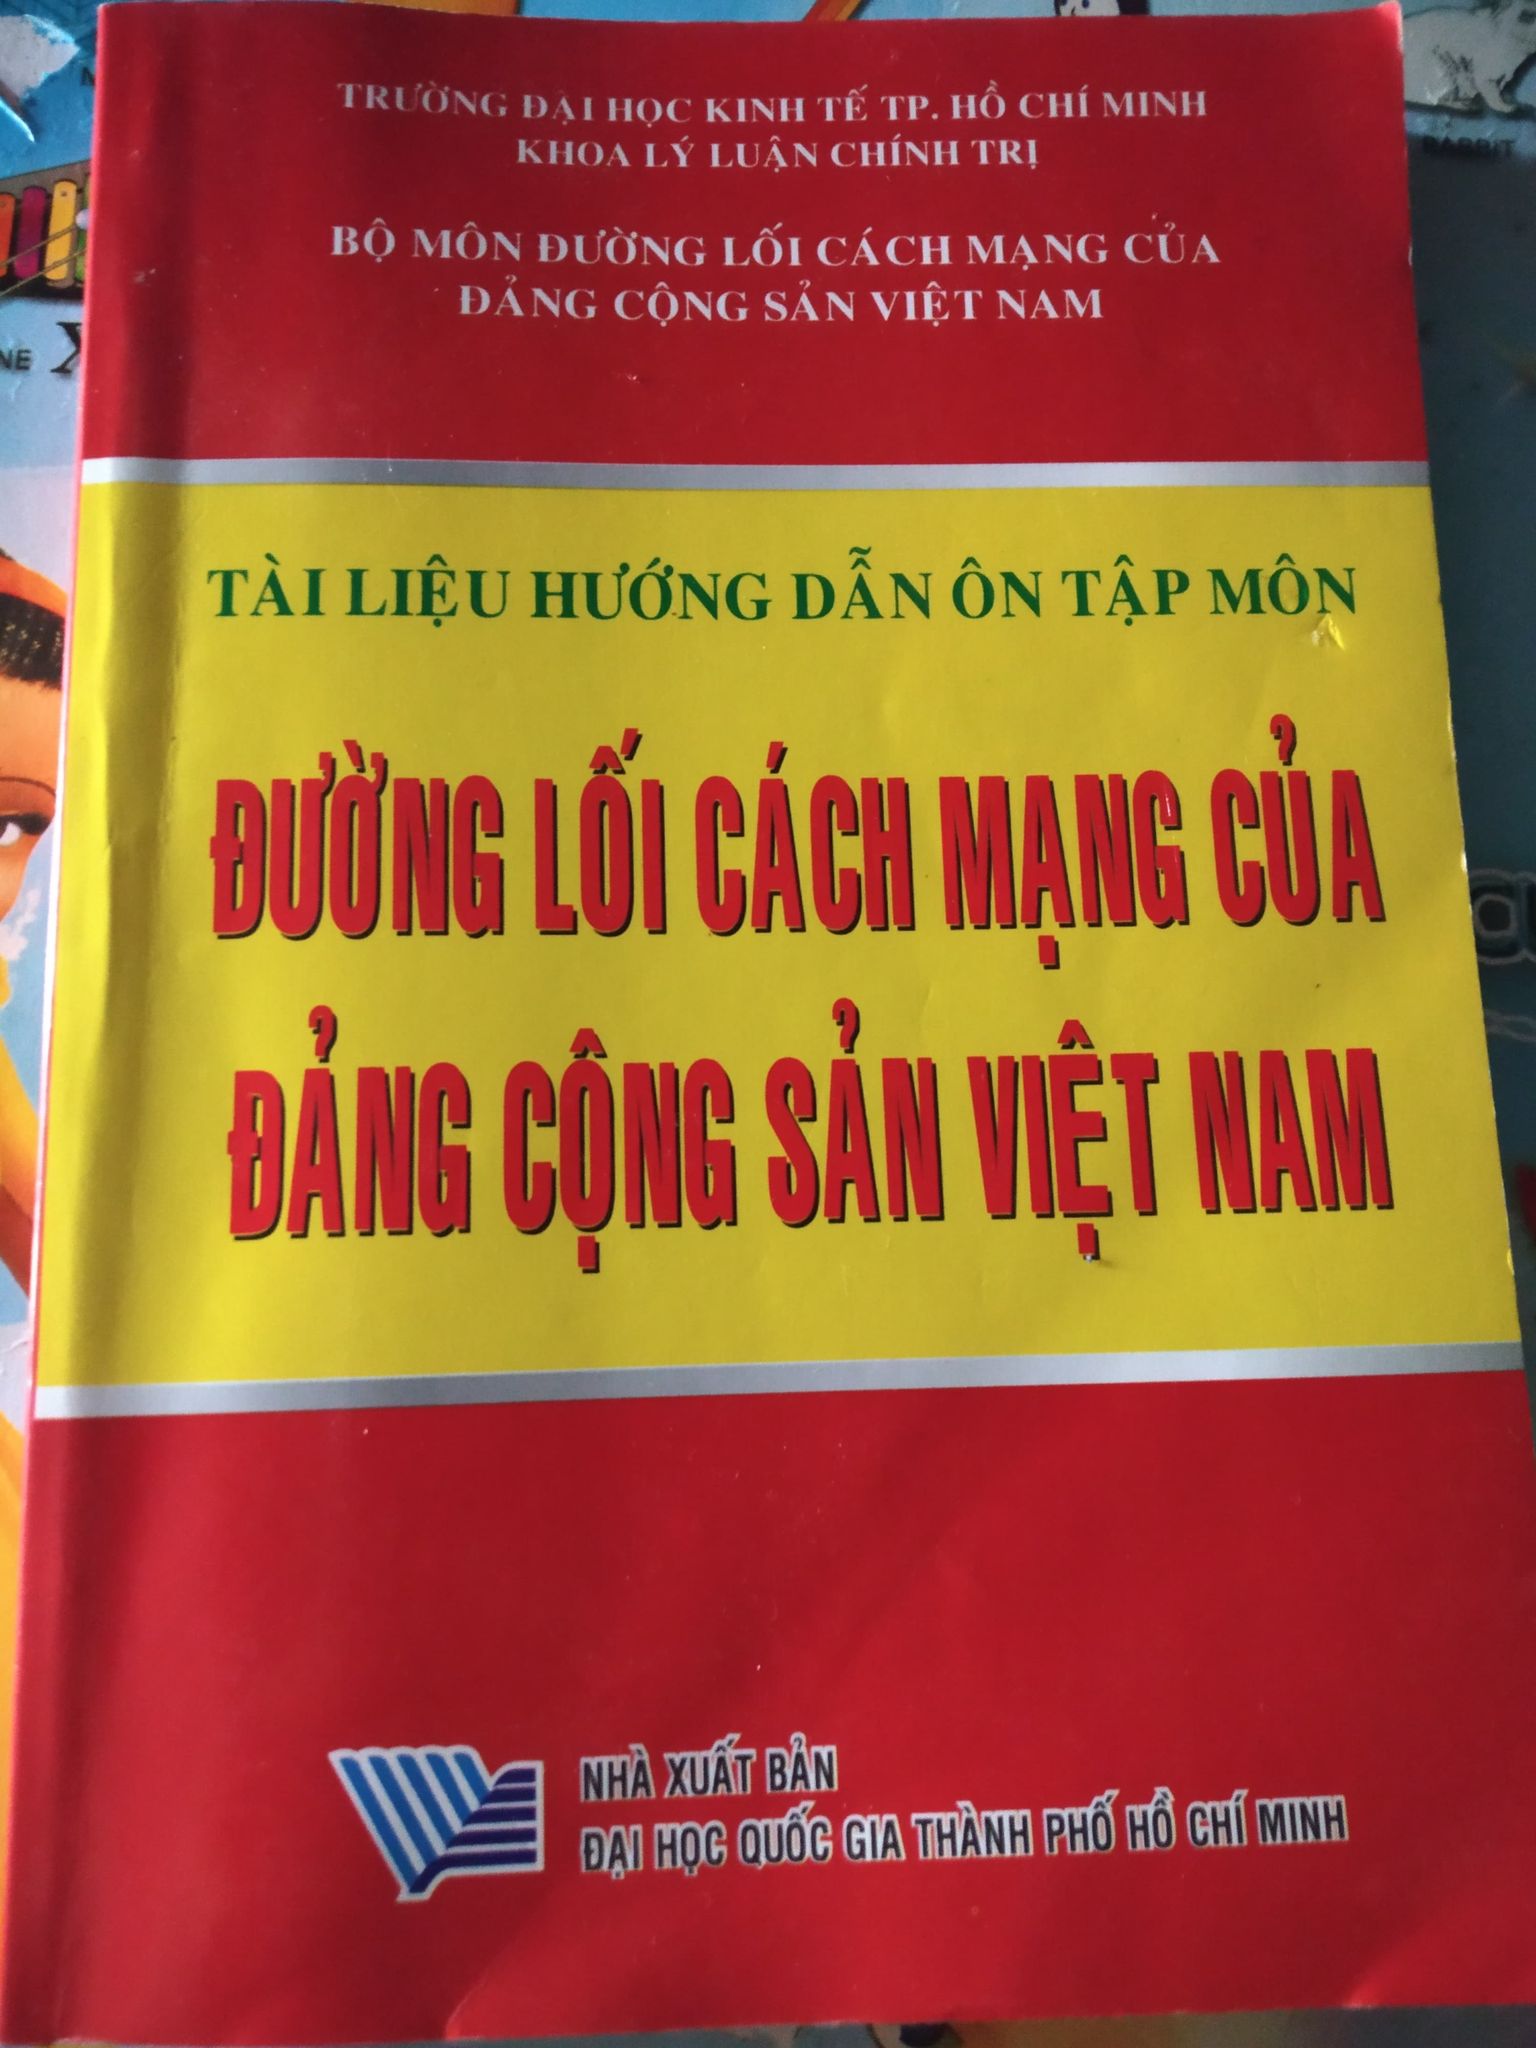 TRƯỜNG ĐẠI HỌC KINH TẾ TP. HỒ CHÍ MINH
KHOA LÝ LUẬN CHÍNH TRỊ
BỘ MÔN ĐƯỜNG LỐI CÁCH MẠNG CỦA
ĐẢNG CỘNG SẢN VIỆT NAM
TÀI LIỆU HƯỚNG DẪN ÔN TẬP MÔN
ĐƯỜNG LỐI CÁCH MẠNG CỦA
ĐẢNG CỘNG SẢN VIỆT NAM
NHÀ XUẤT BẢN
ĐẠI HỌC QUỐC GIA THÀNH PHỐ HỒ CHÍ MINH
RABBIT